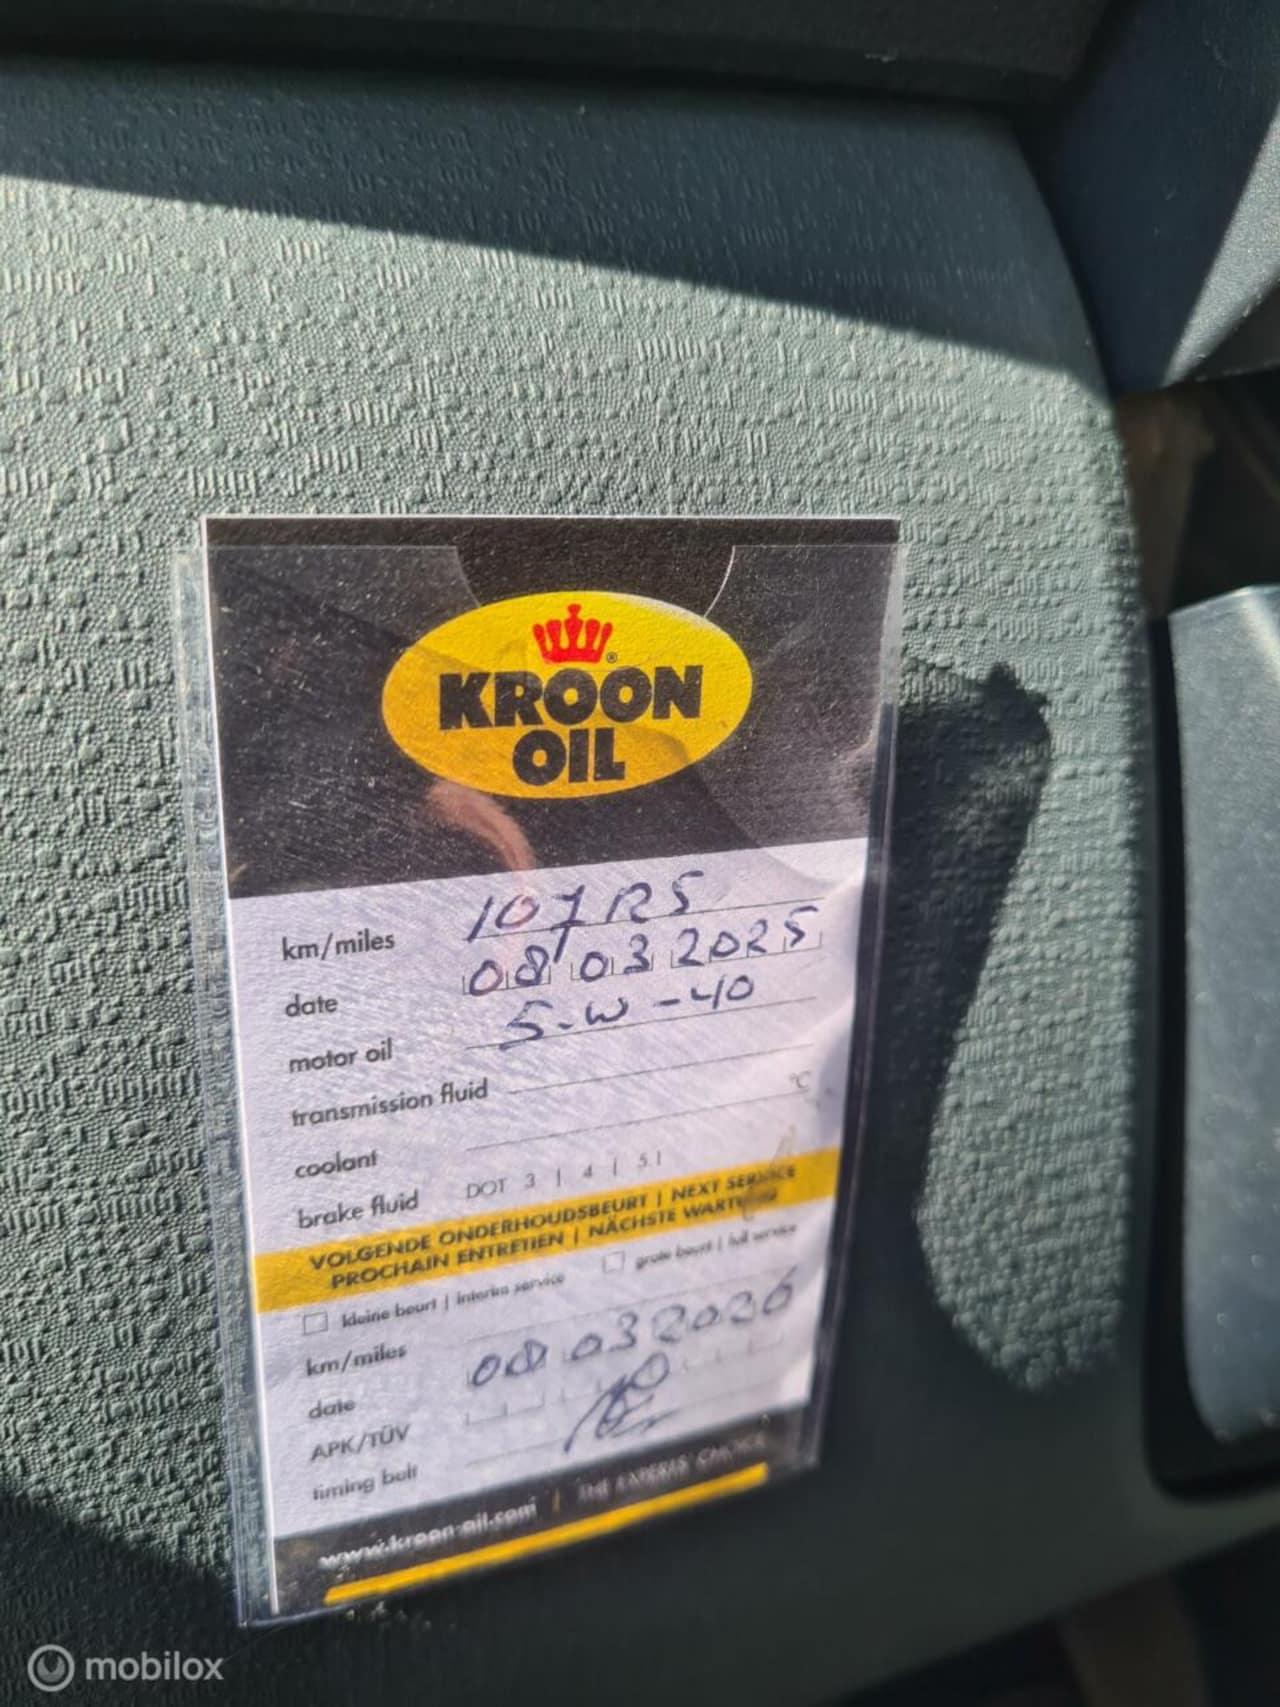 KROON
OIL
km/miles 107125
date 08 03 2025
motor oil 5-W-40
transmission fluid
coolant °C
brake fluid DOT 3 | 4 | 5.1
VOLGENDE ONDERHOUDSBEURT | NEXT SERVICE
PROCHAIN ENTRETIEN | NÄCHSTE WARTUNG
kleine beurt | interim service grote beurt | full service
km/miles
date 08 03 2026
APK/TÜV
timing belt
www.kroon-oil.com | THE EXPERTS' CHOICE
mobilox